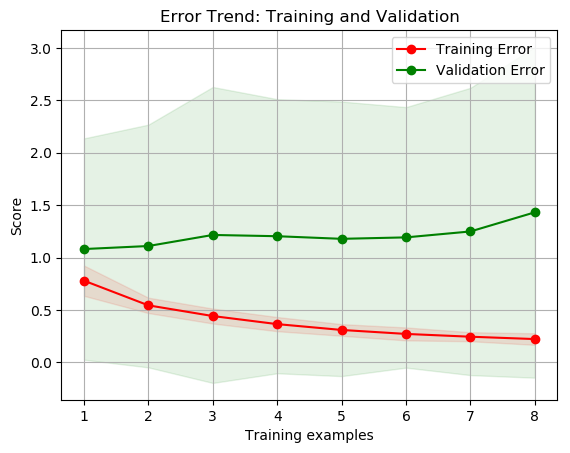 Error Trend: Training and Validation
Training Error
Validation Error
3.0
2.5
2.0
1.5
1.0
0.5
0.0
Score
1 2 3 4 5 6 7 8
Training examples